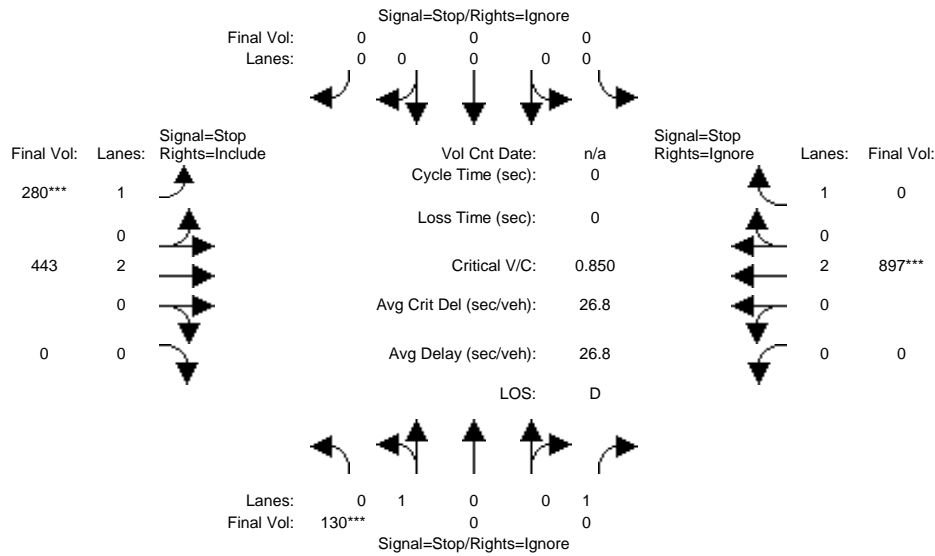 Signal=Stop/Rights=Ignore
Final Vol: 0 0 0
Lanes: 0 0 0 0 0
Signal=Stop
Final Vol: Lanes: Rights=Include
Vol Cnt Date: n/a
Signal=Stop
Rights=Ignore Lanes: Final Vol:
Cycle Time (sec): 0
280*** 1
1 0
Loss Time (sec): 0
0
0
443 2
Critical V/C: 0.850
2 897***
0
Avg Crit Del (sec/veh): 26.8
0
0 0
Avg Delay (sec/veh): 26.8
0 0
LOS: D
Lanes: 0 1 0 0 1
Final Vol: 130*** 0 0
Signal=Stop/Rights=Ignore